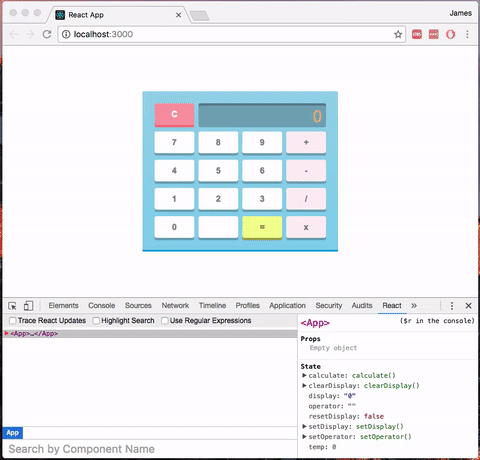 React App
James
localhost:3000
C 0
7 8 9 +
4 5 6 -
1 2 3 /
0 = x
Elements Console Sources Network Timeline Profiles Application Security Audits React »
Trace React Updates Highlight Search Use Regular Expressions
<App>…</App>
App
Search by Component Name
<App> ($r in the console)
Props
Empty object
State
calculate: calculate()
clearDisplay: clearDisplay()
display: "0"
operator: ""
resetDisplay: false
setDisplay: setDisplay()
setOperator: setOperator()
temp: 0